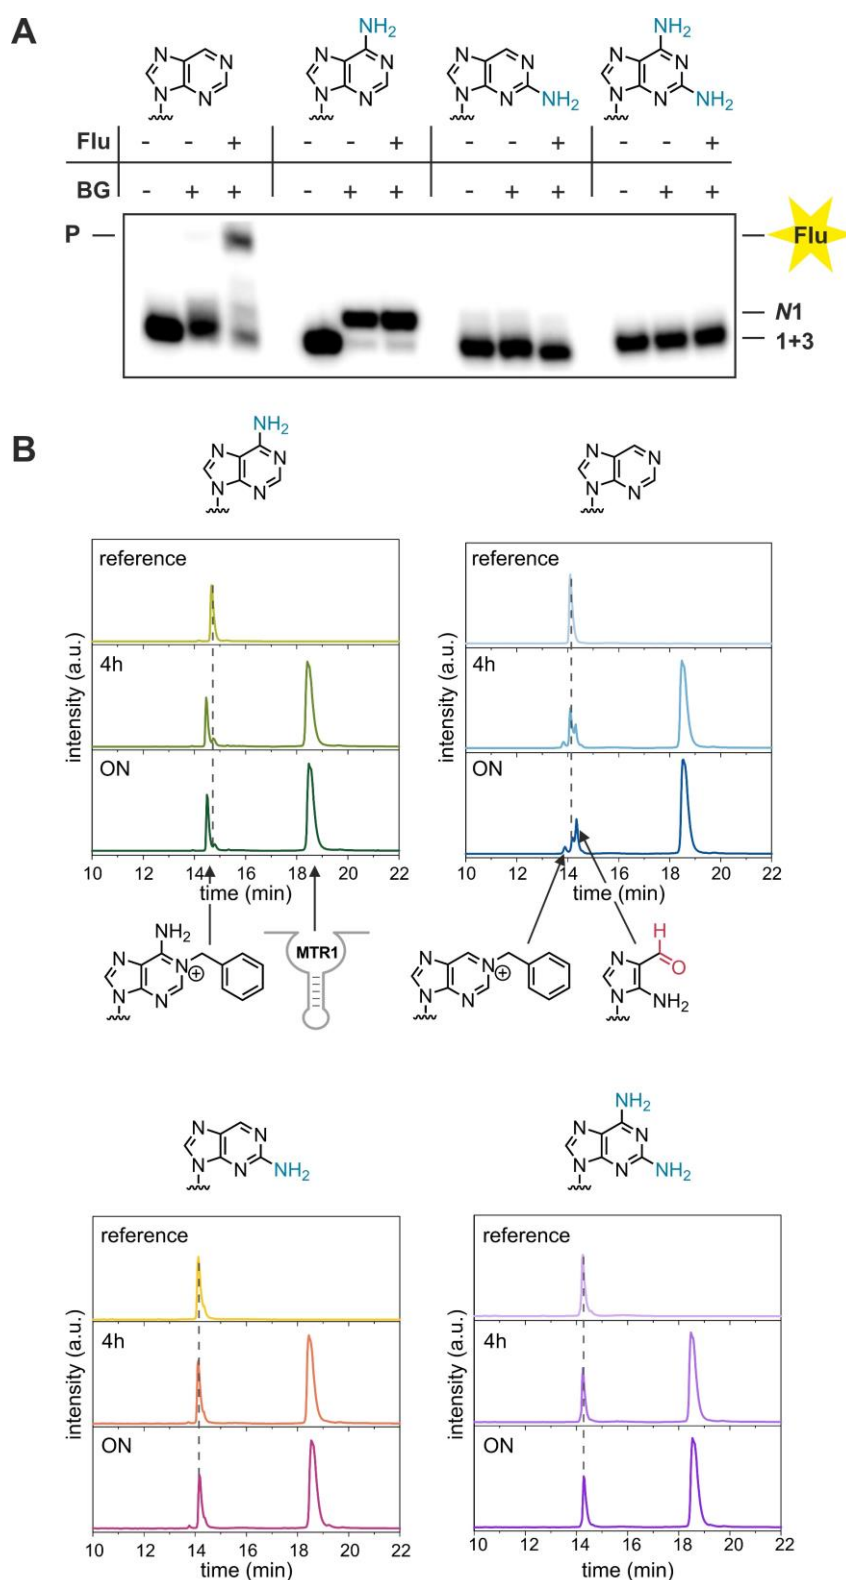 A
NH2
NH2
N N N N
N N N N
N N N N
N N N N
NH2
NH2
Flu - - + - - + - - + - - +
BG - + + - + + - + + - + +
P
Flu
N1
1+3
B
NH2
N N N N
N N N N
reference
reference
4h
4h
ON
ON
intensity (a.u.)
intensity (a.u.)
10 12 14 16 18 20 22
10 12 14 16 18 20 22
time (min)
time (min)
NH2
N N N N +
MTR1
N N N N +
H
O
N N
NH2
NH2
N N N N
NH2
N N N N
NH2
reference
reference
4h
4h
ON
ON
intensity (a.u.)
intensity (a.u.)
10 12 14 16 18 20 22
10 12 14 16 18 20 22
time (min)
time (min)